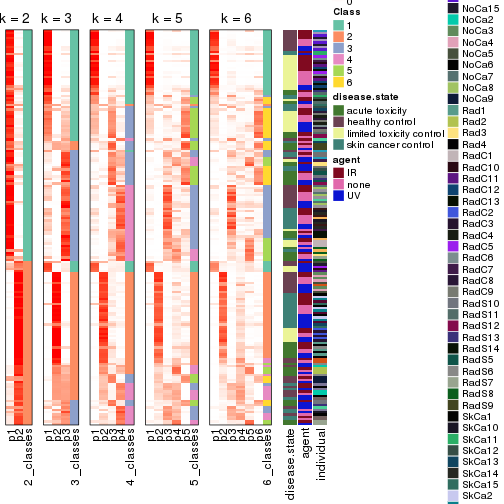 k = 2
k = 3
k = 4
k = 5
k = 6
Class
1
2
3
4
5
6
disease.state
acute toxicity
healthy control
limited toxicity control
skin cancer control
agent
IR
none
UV
NoCa15
NoCa2
NoCa3
NoCa4
NoCa5
NoCa6
NoCa7
NoCa8
NoCa9
Rad1
Rad2
Rad3
Rad4
RadC1
RadC10
RadC11
RadC12
RadC13
RadC2
RadC3
RadC4
RadC5
RadC6
RadC7
RadC8
RadC9
RadS10
RadS11
RadS12
RadS13
RadS14
RadS5
RadS6
RadS7
RadS8
RadS9
SkCa1
SkCa10
SkCa11
SkCa12
SkCa13
SkCa14
SkCa15
SkCa2
p1
p2
2_classes
p1
p2
p3
3_classes
p1
p2
p3
p4
4_classes
p1
p2
p3
p4
p5
5_classes
p1
p2
p3
p4
p5
p6
6_classes
disease.state
agent
individual